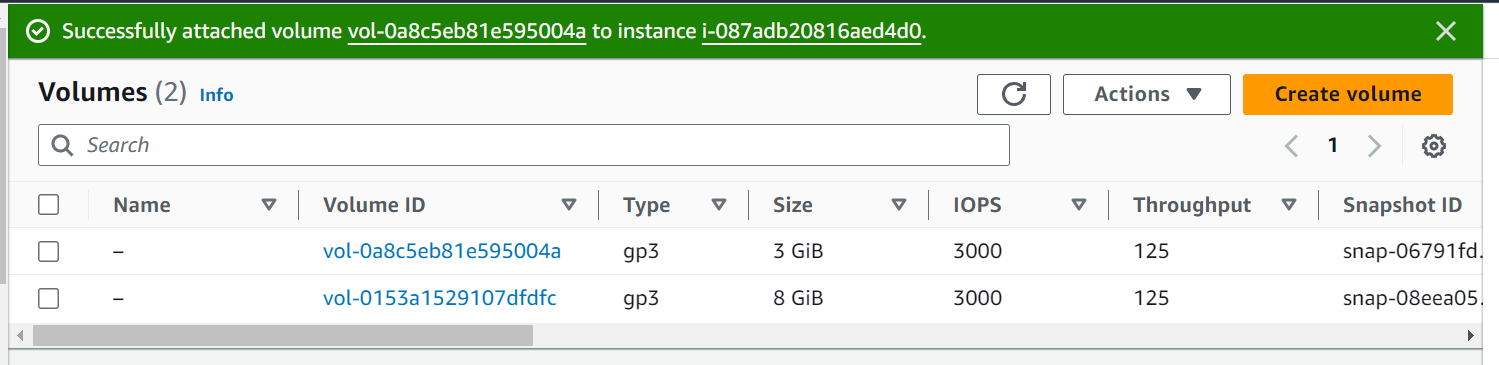 Successfully attached volume vol-0a8c5eb81e595004a to instance i-087adb20816aed4d0.
Volumes (2) Info Actions Create volume
Search 1
Name Volume ID Type Size IOPS Throughput Snapshot ID
– vol-0a8c5eb81e595004a gp3 3 GiB 3000 125 snap-06791fd.
– vol-0153a1529107dfdfc gp3 8 GiB 3000 125 snap-08eea05.